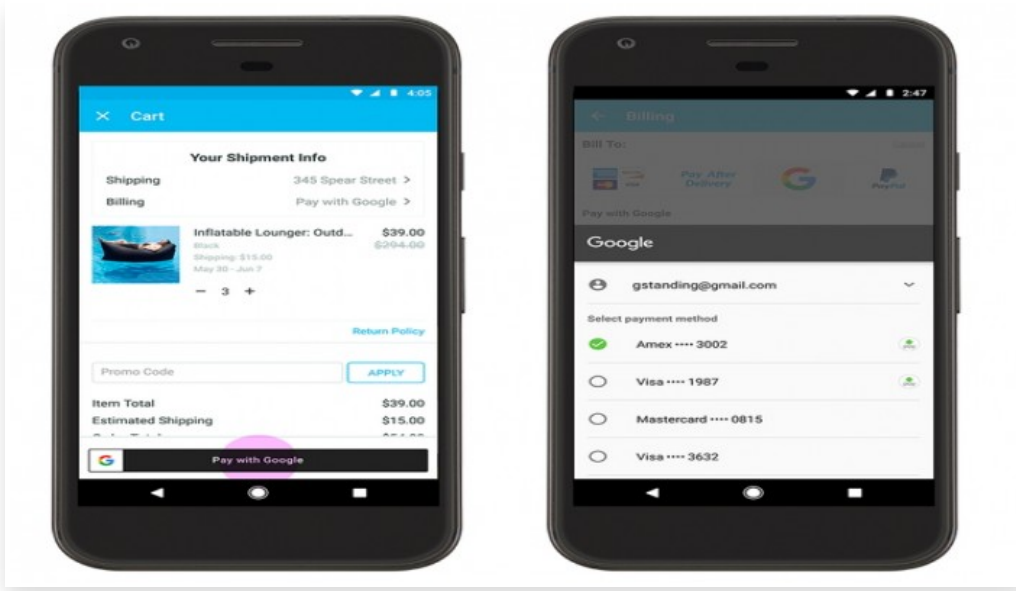 4:05
Cart
Your Shipment Info
Shipping 345 Spear Street >
Billing Pay with Google >
Inflatable Lounger: Outd... $39.00
Black $294.00
Shipping: $15.00
May 30 - Jun 7
− 3 +
Return Policy
Promo Code APPLY
Item Total $39.00
Estimated Shipping $15.00
G Pay with Google
2:47
Billing
Bill To:
Pay After
Delivery
G
PayPal
Pay with Google
Google
gstanding@gmail.com
Select payment method
Amex •••• 3002
Visa •••• 1987
Mastercard •••• 0815
Visa •••• 3632